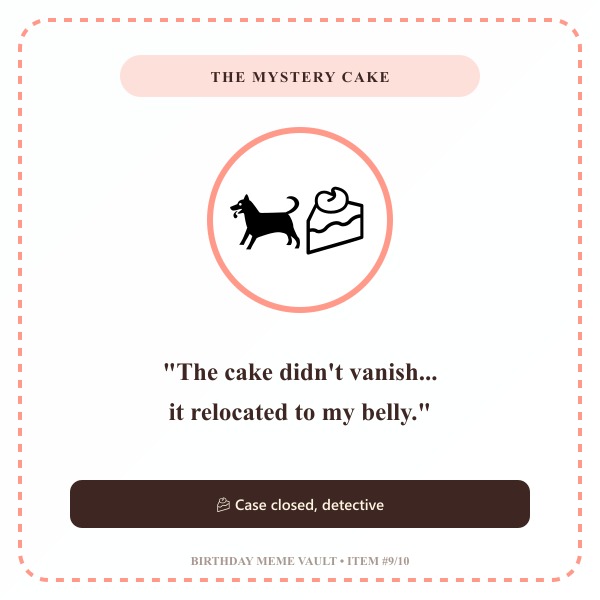 THE MYSTERY CAKE
"The cake didn't vanish...
it relocated to my belly."
🍰 Case closed, detective
BIRTHDAY MEME VAULT • ITEM #9/10